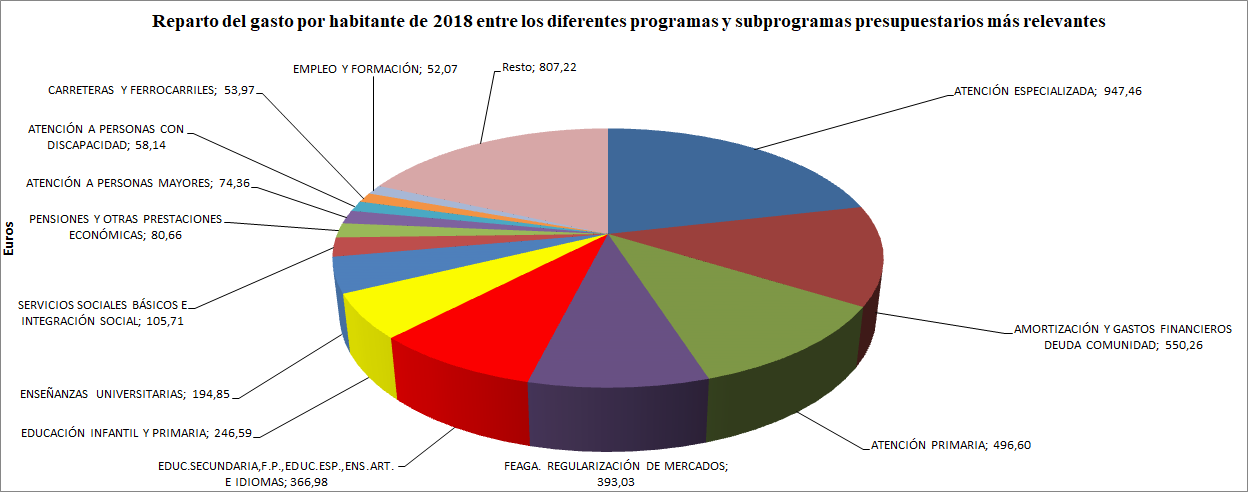 Reparto del gasto por habitante de 2018 entre los diferentes programas y subprogramas presupuestarios más relevantes
EMPLEO Y FORMACIÓN; 52,07
Resto; 807,22
CARRETERAS Y FERROCARRILES; 53,97
ATENCIÓN ESPECIALIZADA; 947,46
ATENCIÓN A PERSONAS CON
DISCAPACIDAD; 58,14
ATENCIÓN A PERSONAS MAYORES; 74,36
PENSIONES Y OTRAS PRESTACIONES
ECONÓMICAS; 80,66
Euros
SERVICIOS SOCIALES BÁSICOS E
INTEGRACIÓN SOCIAL; 105,71
AMORTIZACIÓN Y GASTOS FINANCIEROS
DEUDA COMUNIDAD; 550,26
ENSEÑANZAS UNIVERSITARIAS; 194,85
EDUCACIÓN INFANTIL Y PRIMARIA; 246,59
ATENCIÓN PRIMARIA; 496,60
EDUC.SECUNDARIA,F.P.,EDUC.ESP.,ENS.ART.
E IDIOMAS; 366,98
FEAGA. REGULARIZACIÓN DE MERCADOS;
393,03